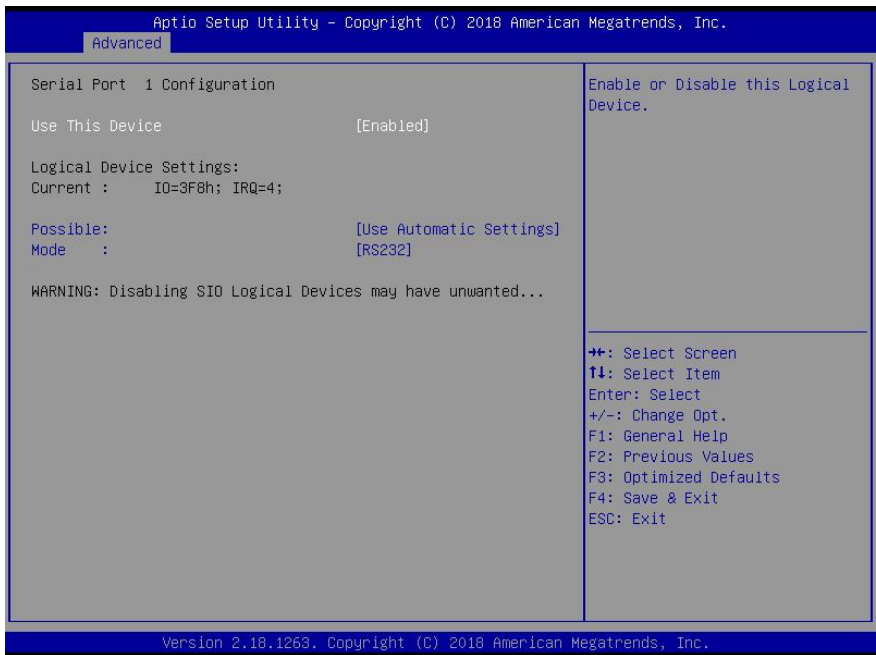 Aptio Setup Utility – Copyright (C) 2018 American Megatrends, Inc.
Advanced
Serial Port 1 Configuration
Use This Device [Enabled]
Logical Device Settings:
Current : IO=3F8h; IRQ=4;
Possible: [Use Automatic Settings]
Mode : [RS232]
WARNING: Disabling SIO Logical Devices may have unwanted...
Enable or Disable this Logical
Device.
→←: Select Screen
↑↓: Select Item
Enter: Select
+/-: Change Opt.
F1: General Help
F2: Previous Values
F3: Optimized Defaults
F4: Save & Exit
ESC: Exit
Version 2.18.1263. Copyright (C) 2018 American Megatrends, Inc.